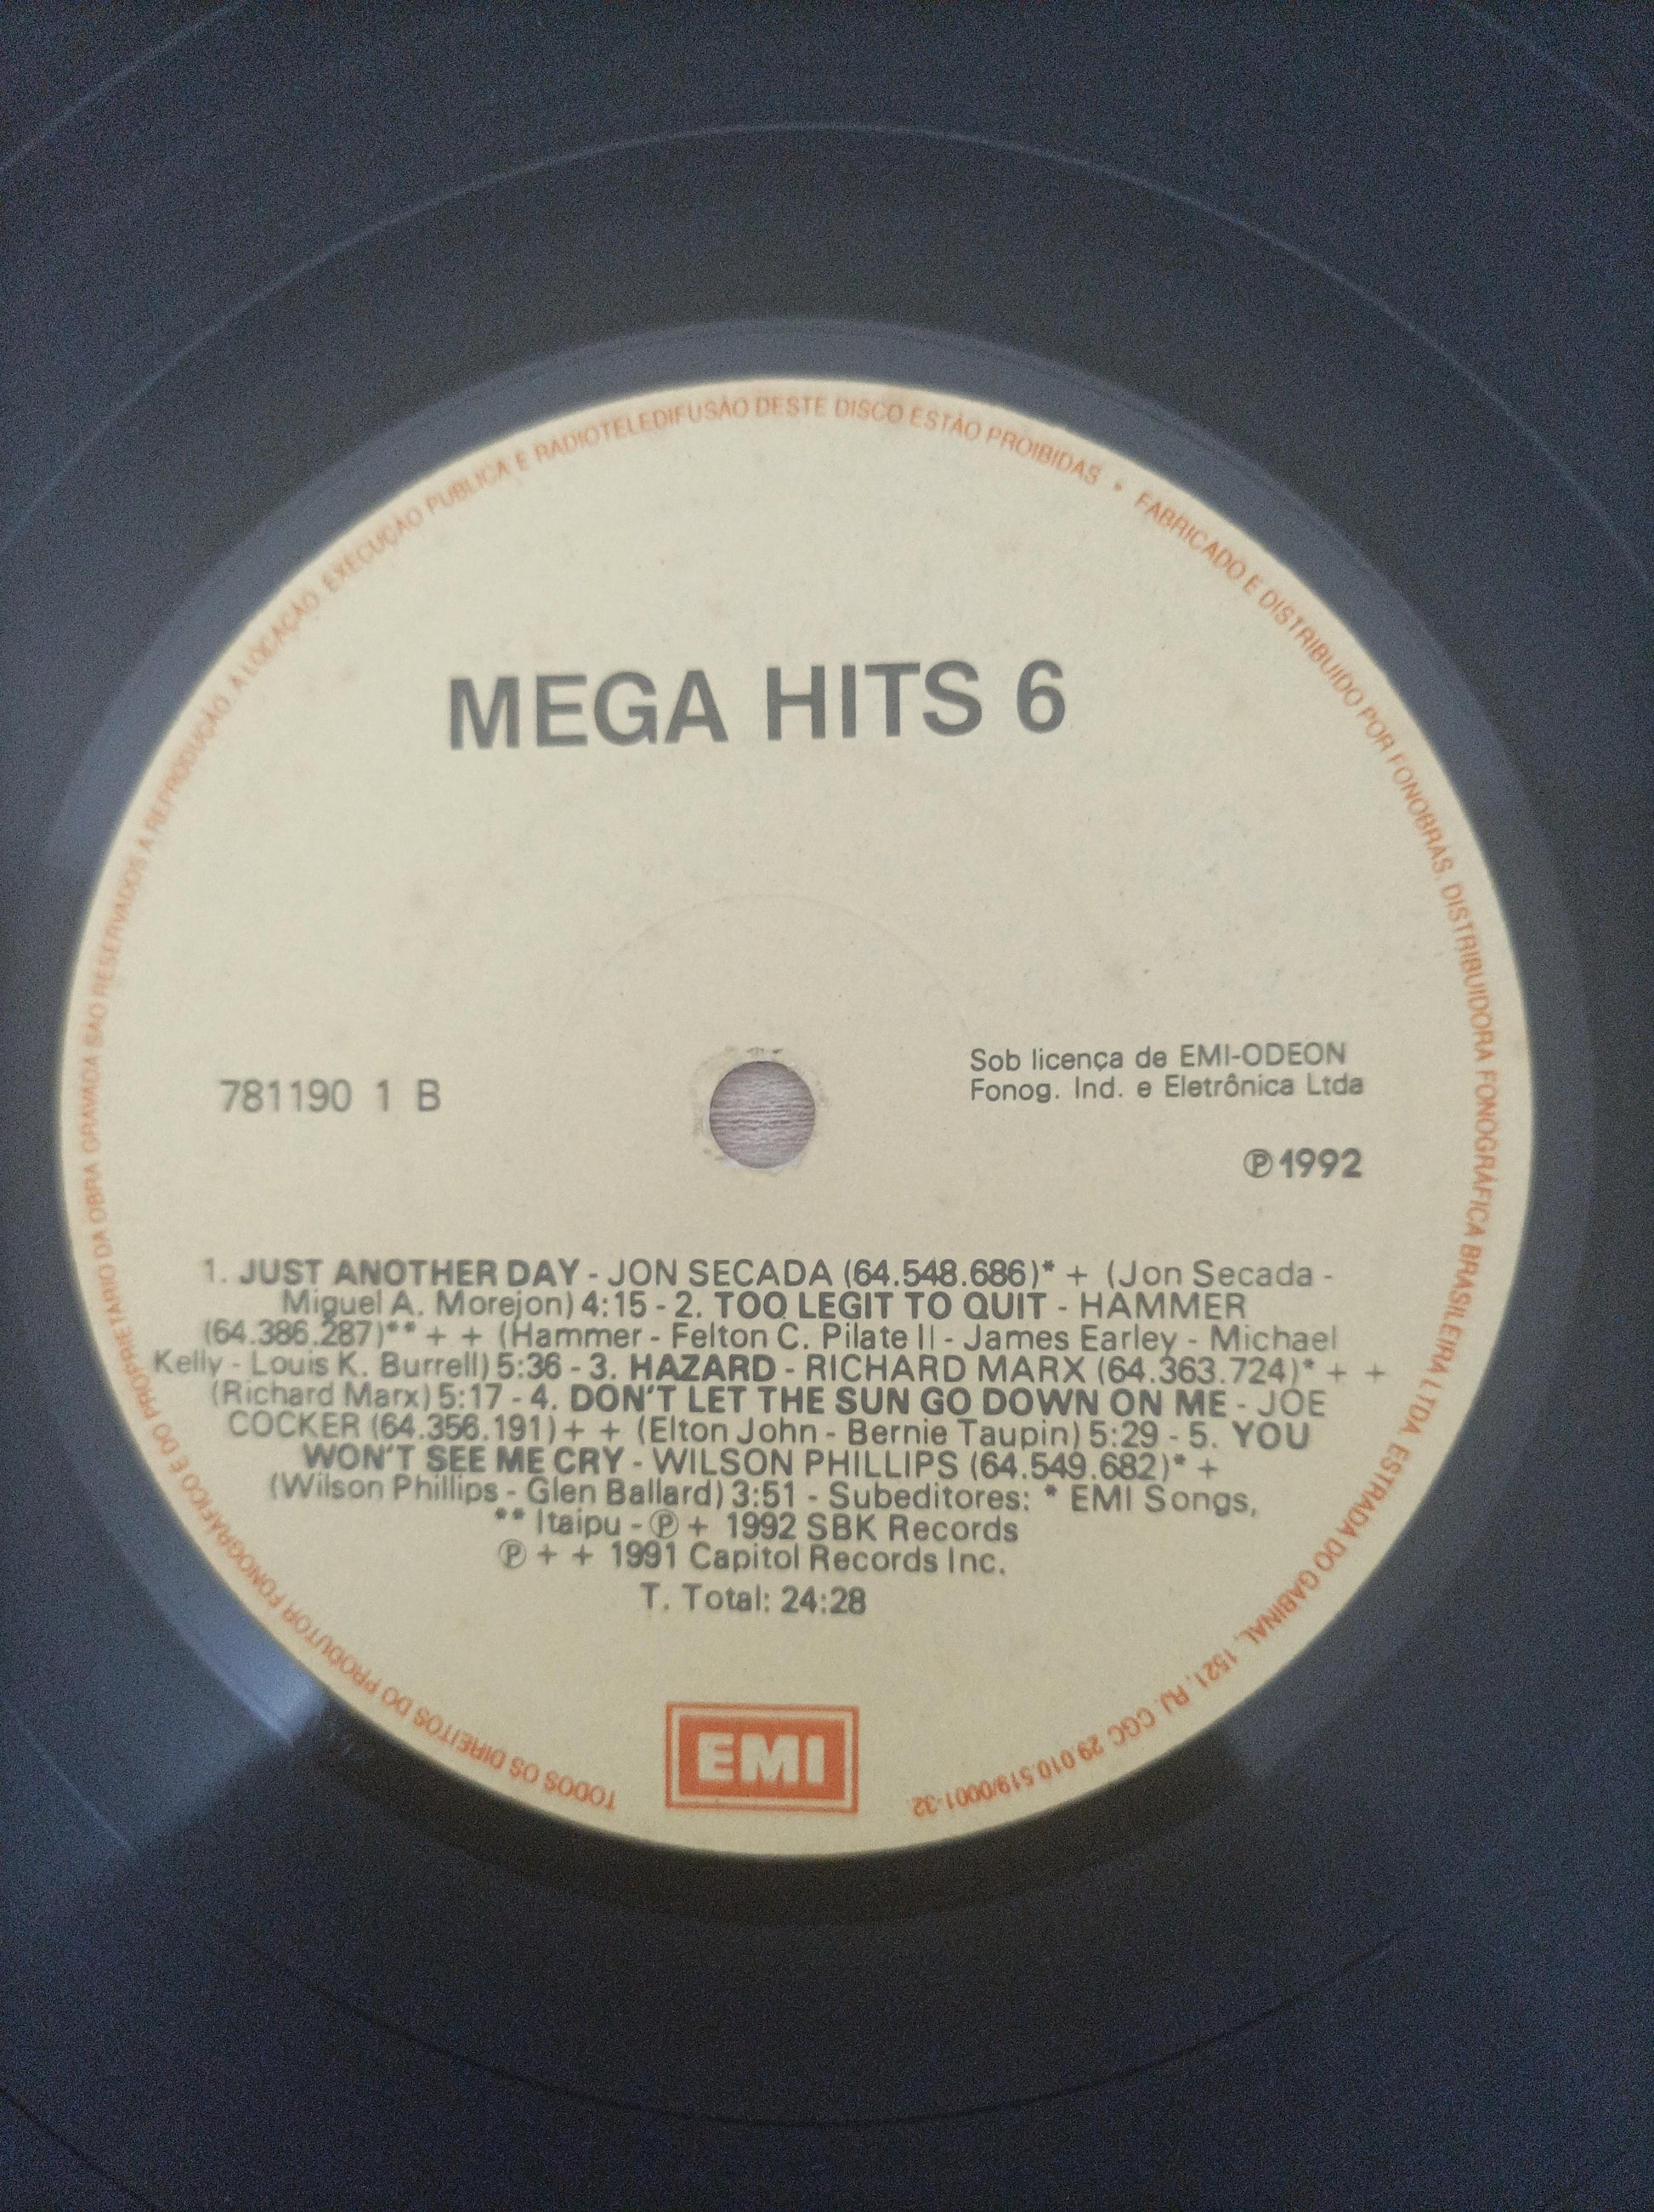 MEGA HITS 6
781190 1 B
Sob licença de EMI-ODEON
Fonog. Ind. e Eletrônica Ltda
℗1992
1. JUST ANOTHER DAY - JON SECADA (64.548.686)* + (Jon Secada -
Miguel A. Morejon) 4:15 - 2. TOO LEGIT TO QUIT - HAMMER
(64.386.287)** + + (Hammer - Felton C. Pilate II - James Earley - Michael
Kelly - Louis K. Burrell) 5:36 - 3. HAZARD - RICHARD MARX (64.363.724)* + +
(Richard Marx) 5:17 - 4. DON'T LET THE SUN GO DOWN ON ME - JOE
COCKER (64.356.191) + + (Elton John - Bernie Taupin) 5:29 - 5. YOU
WON'T SEE ME CRY - WILSON PHILLIPS (64.549.682)* +
(Wilson Phillips - Glen Ballard) 3:51 - Subeditores: * EMI Songs,
** Itaipu - ℗ + 1992 SBK Records
℗ + + 1991 Capitol Records Inc.
T. Total: 24:28
EMI
TODOS OS DIREITOS DO PRODUTOR FONOGRÁFICO E DO PROPRIETÁRIO DA OBRA GRAVADA SÃO RESERVADOS A REPRODUÇÃO. A LOCAÇÃO. EXECUÇÃO PUBLICA E RADIOTELEDIFUSÃO DESTE DISCO ESTÃO PROIBIDAS • FABRICADO E DISTRIBUIDO POR FONOBRAS, DISTRIBUIDORA FONOGRÁFICA BRASILEIRA LTDA. ESTRADA DO GABINAL, 1521, RJ. CGC 29.010.519/0001-32